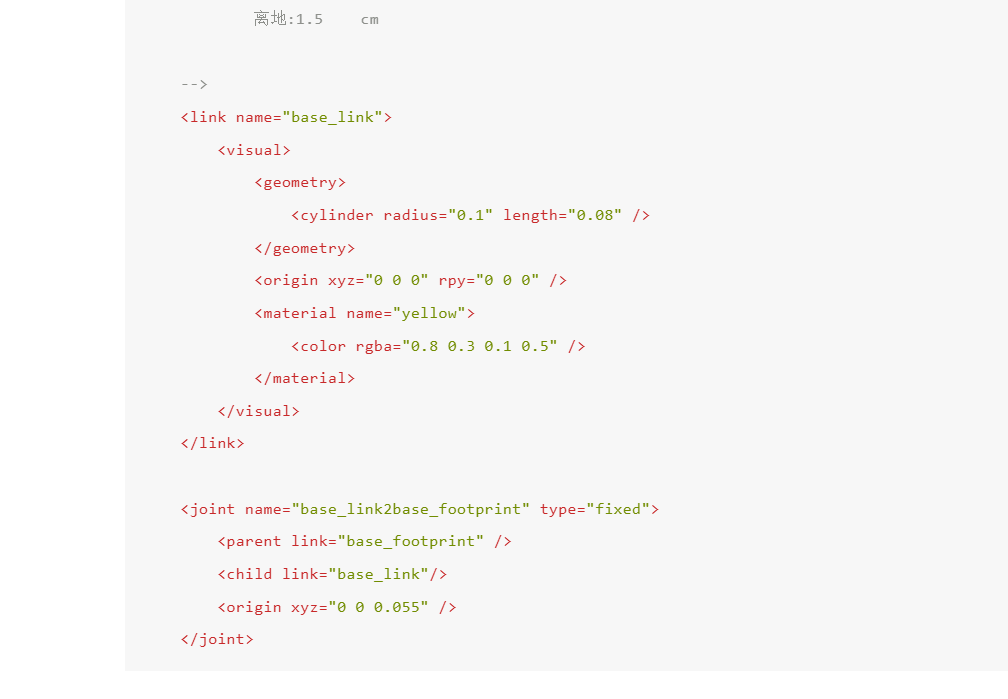 离地:1.5    cm
-->
<link name="base_link">
<visual>
<geometry>
<cylinder radius="0.1" length="0.08" />
</geometry>
<origin xyz="0 0 0" rpy="0 0 0" />
<material name="yellow">
<color rgba="0.8 0.3 0.1 0.5" />
</material>
</visual>
</link>
<joint name="base_link2base_footprint" type="fixed">
<parent link="base_footprint" />
<child link="base_link"/>
<origin xyz="0 0 0.055" />
</joint>